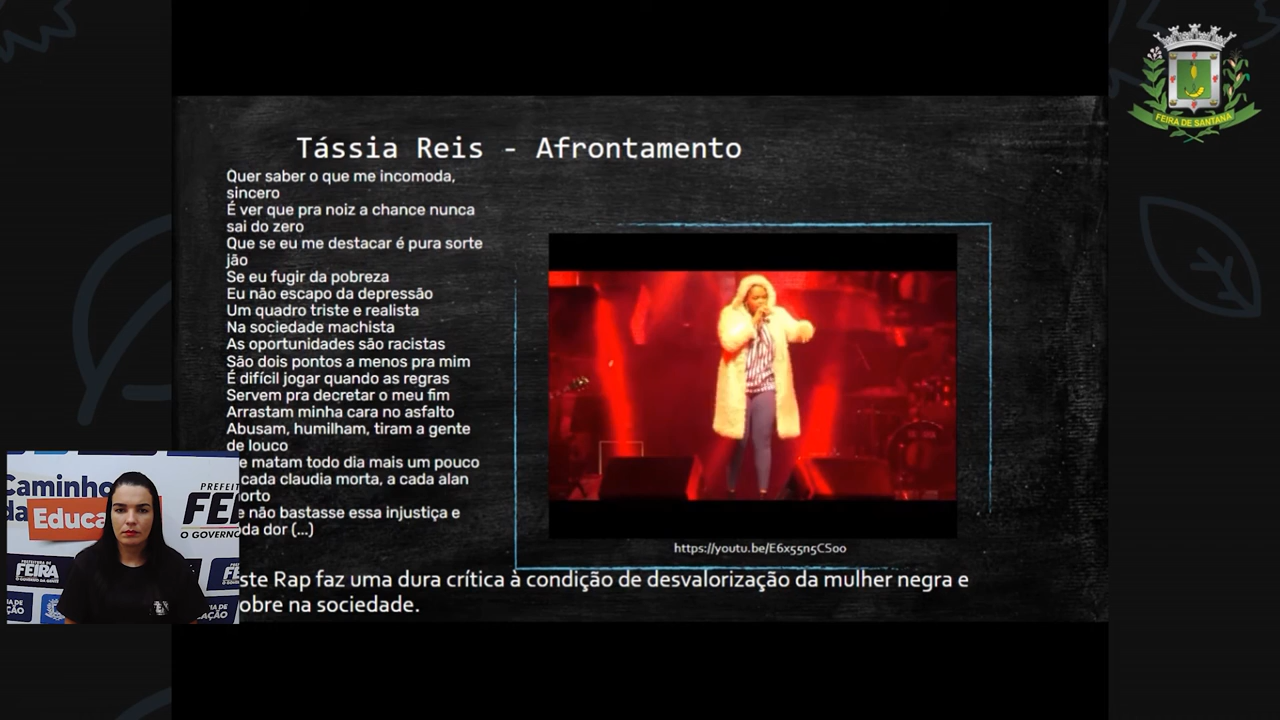 FEIRA DE SANTANA
Tássia Reis - Afrontamento
Quer saber o que me incomoda,
sincero
É ver que pra noiz a chance nunca
sai do zero
Que se eu me destacar é pura sorte
jão
Se eu fugir da pobreza
Eu não escapo da depressão
Um quadro triste e realista
Na sociedade machista
As oportunidades são racistas
São dois pontos a menos pra mim
É difícil jogar quando as regras
Servem pra decretar o meu fim
Arrastam minha cara no asfalto
Abusam, humilham, tiram a gente
de louco
e matam todo dia mais um pouco
cada claudia morta, a cada alan
orto
e não bastasse essa injustiça e
oda dor (...)
https://youtu.be/E6x55n5CS00
ste Rap faz uma dura crítica à condição de desvalorização da mulher negra e
obre na sociedade.
Caminho
da Educa
PREFEIT
FEI
O GOVERNO
FEIRA